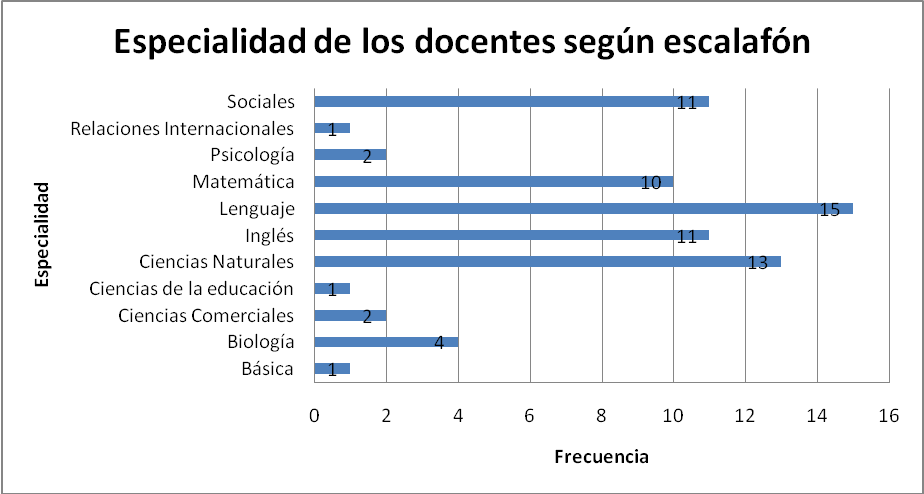 Especialidad de los docentes según escalafón
Especialidad
Sociales 11
Relaciones Internacionales 1
Psicología 2
Matemática 10
Lenguaje 15
Inglés 11
Ciencias Naturales 13
Ciencias de la educación 1
Ciencias Comerciales 2
Biología 4
Básica 1
0 2 4 6 8 10 12 14 16
Frecuencia